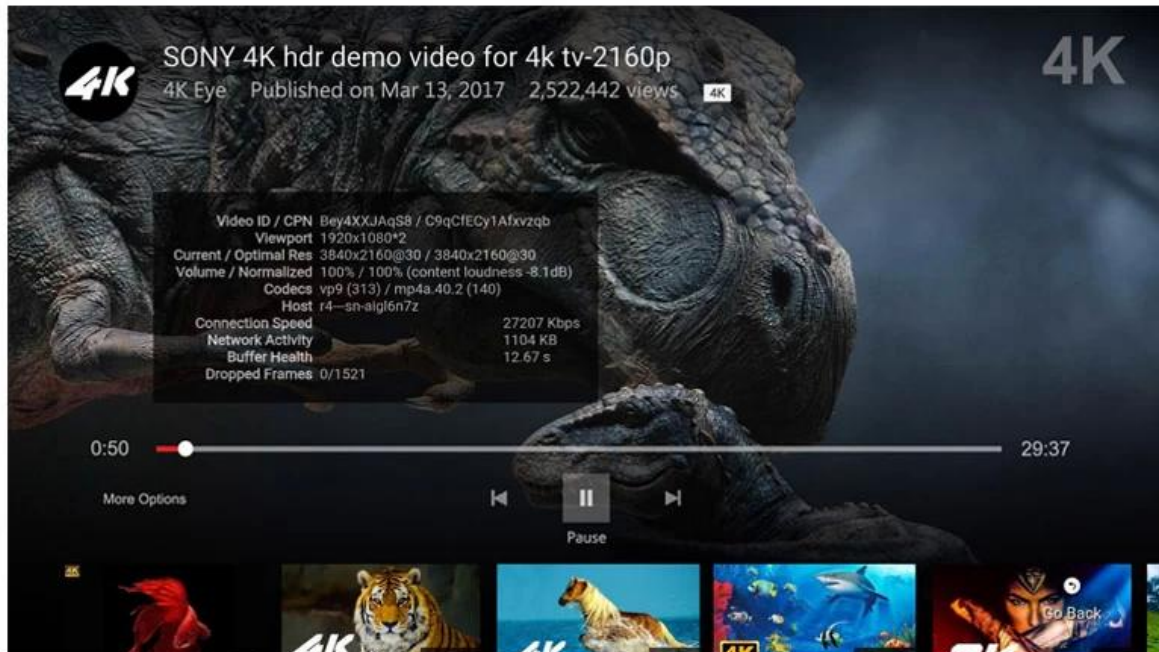 4K
SONY 4K hdr demo video for 4k tv-2160p
4K
4K Eye Published on Mar 13, 2017 2,522,442 views 4K
Video ID / CPN Bey4XXJAqS8 / C9qCfECy1Afxvzqb
Viewport 1920x1080*2
Current / Optimal Res 3840x2160@30 / 3840x2160@30
Volume / Normalized 100% / 100% (content loudness -8.1dB)
Codecs vp9 (313) / mp4a.40.2 (140)
Host r4---sn-aigl6n7z
Connection Speed 27207 Kbps
Network Activity 1104 KB
Buffer Health 12.67 s
Dropped Frames 0/1521
0:50 29:37
More Options
Pause
4K
Go Back
4K 4K 4K